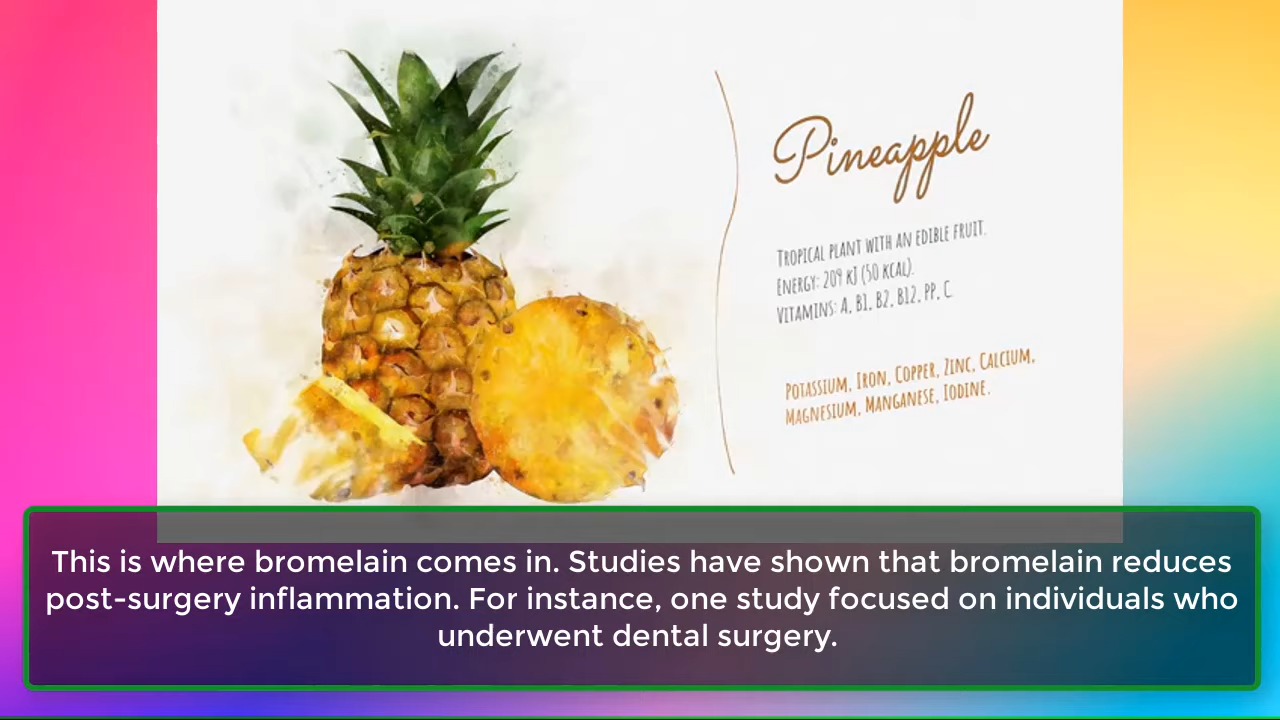 Pineapple
Tropical plant with an edible fruit.
Energy: 209 kJ (50 kcal).
Vitamins: A, B1, B2, B12, PP, C.
Potassium, Iron, Copper, Zinc, Calcium,
Magnesium, Manganese, Iodine.
This is where bromelain comes in. Studies have shown that bromelain reduces
post-surgery inflammation. For instance, one study focused on individuals who
underwent dental surgery.